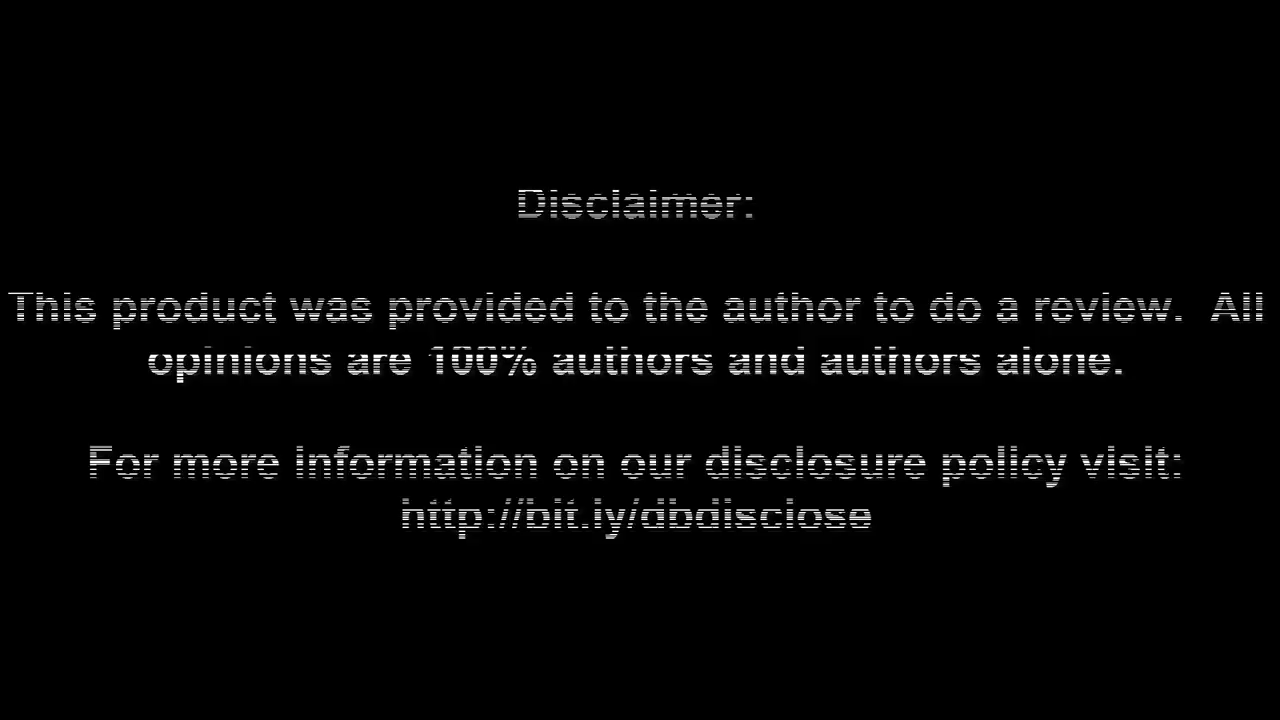 Disclaimer:
This product was provided to the author to do a review.  All
opinions are 100% authors and authors alone.
For more information on our disclosure policy visit:
http://bit.ly/dbdisclose